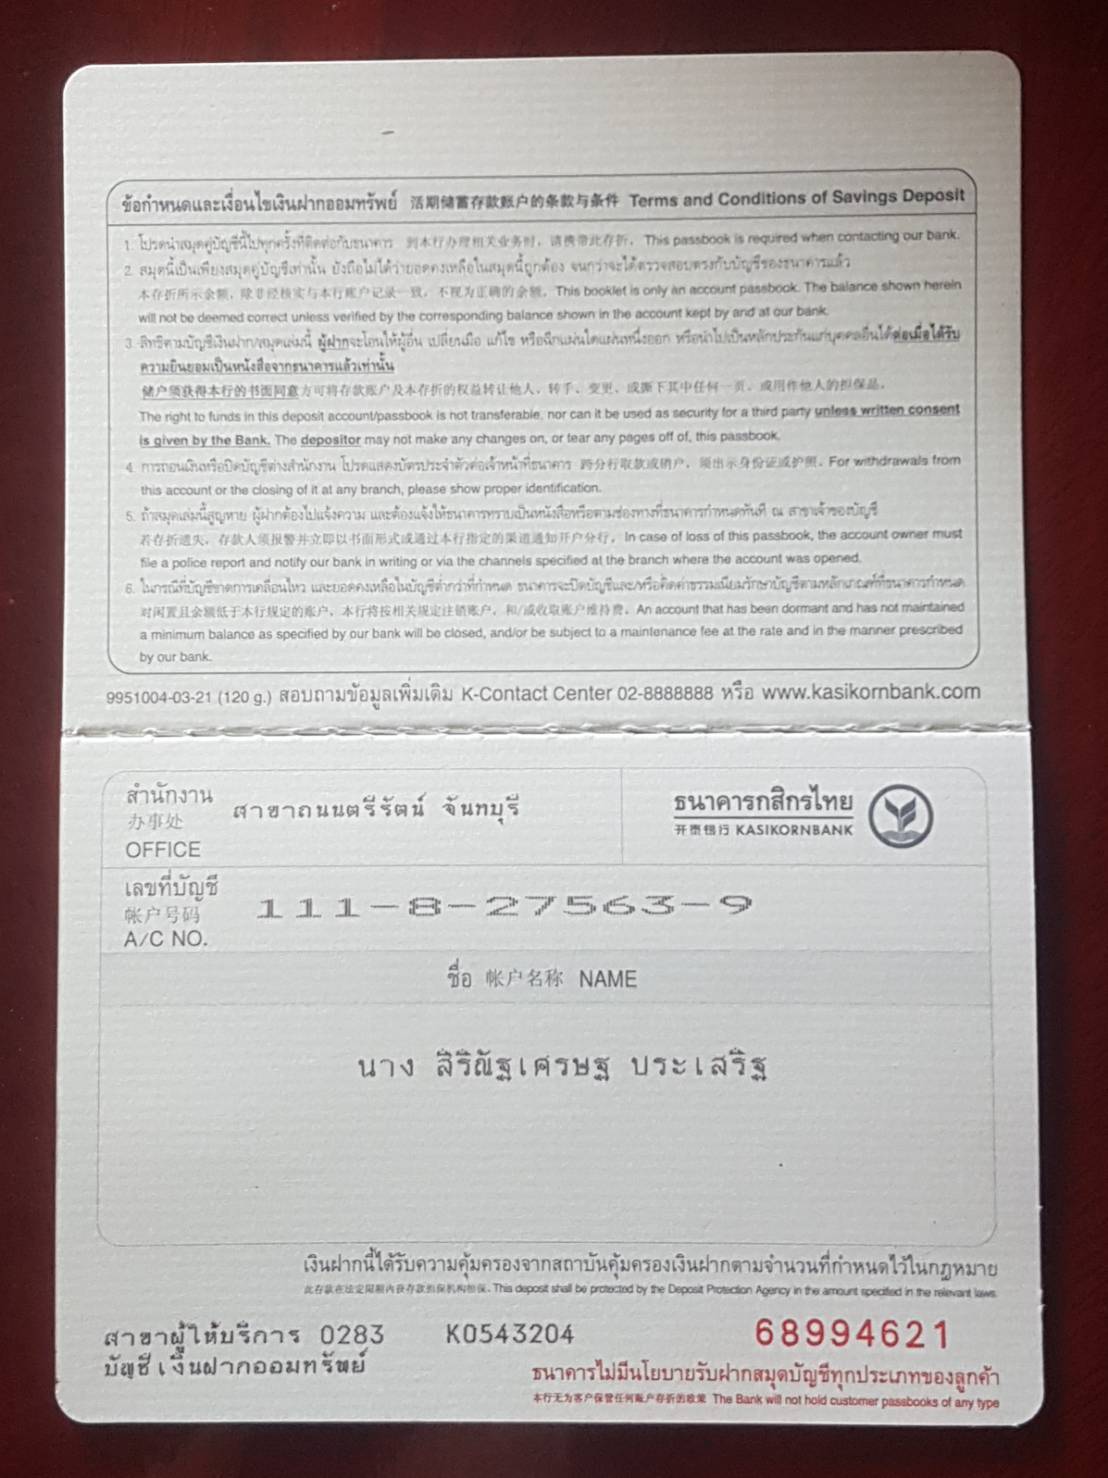 ข้อกำหนดและเงื่อนไขเงินฝากออมทรัพย์ 活期储蓄存款账户的条款与条件 Terms and Conditions of Savings Deposit
1. โปรดนำสมุดคู่บัญชีนี้ไปทุกครั้งที่ติดต่อกับธนาคาร 到本行办理相关业务时，请携带此存折。This passbook is required when contacting our bank.
2. สมุดนี้เป็นเพียงสมุดคู่บัญชีเท่านั้น ยังถือไม่ได้ว่ายอดคงเหลือในสมุดนี้ถูกต้อง จนกว่าจะได้ตรวจสอบตรงกับบัญชีของธนาคารแล้ว
本存折所示余额，除非经核实与本行账户记录一致，不视为正确的余额。This booklet is only an account passbook. The balance shown herein
will not be deemed correct unless verified by the corresponding balance shown in the account kept by and at our bank.
3. สิทธิตามบัญชีเงินฝาก/สมุดเล่มนี้ ผู้ฝากจะโอนให้ผู้อื่น เปลี่ยนมือ แก้ไข หรือฉีกแผ่นใดแผ่นหนึ่งออก หรือนำไปเป็นหลักประกันแก่บุคคลอื่นได้ต่อเมื่อได้รับ
ความยินยอมเป็นหนังสือจากธนาคารแล้วเท่านั้น
储户须获得本行的书面同意方可将存款账户及本存折的权益转让他人、转手、变更、或撕下其中任何一页、或用作他人的担保品。
The right to funds in this deposit account/passbook is not transferable, nor can it be used as security for a third party unless written consent
is given by the Bank. The depositor may not make any changes on, or tear any pages off of, this passbook.
4. การถอนเงินหรือปิดบัญชีต่างสำนักงาน โปรดแสดงบัตรประจำตัวต่อเจ้าหน้าที่ธนาคาร 跨分行取款或销户，须出示身份证或护照。For withdrawals from
this account or the closing of it at any branch, please show proper identification.
5. ถ้าสมุดเล่มนี้สูญหาย ผู้ฝากต้องไปแจ้งความ และต้องแจ้งให้ธนาคารทราบเป็นหนังสือหรือตามช่องทางที่ธนาคารกำหนดทันที ณ สาขาเจ้าของบัญชี
若存折遗失，存款人须报警并立即以书面形式或通过本行指定的渠道通知开户分行。In case of loss of this passbook, the account owner must
file a police report and notify our bank in writing or via the channels specified at the branch where the account was opened.
6. ในกรณีที่บัญชีขาดการเคลื่อนไหว และยอดคงเหลือในบัญชีต่ำกว่าที่กำหนด ธนาคารจะปิดบัญชีและ/หรือคิดค่าธรรมเนียมรักษาบัญชีตามหลักเกณฑ์ที่ธนาคารกำหนด
对闲置且余额低于本行规定的账户，本行将按相关规定注销账户，和/或收取账户维持费。An account that has been dormant and has not maintained
a minimum balance as specified by our bank will be closed, and/or be subject to a maintenance fee at the rate and in the manner prescribed
by our bank.
9951004-03-21 (120 g.) สอบถามข้อมูลเพิ่มเติม K-Contact Center 02-8888888 หรือ www.kasikornbank.com
สำนักงาน สาขาถนนตรีรัตน์ จันทบุรี
办事处
OFFICE
ธนาคารกสิกรไทย
开泰银行 KASIKORNBANK
เลขที่บัญชี
帐户号码
A/C NO.
111-8-27563-9
ชื่อ 帐户名称 NAME
นาง สิริณัฐเศรษฐ ประเสริฐ
เงินฝากนี้ได้รับความคุ้มครองจากสถาบันคุ้มครองเงินฝากตามจำนวนที่กำหนดไว้ในกฎหมาย
此存款在法定限额内获存款担保机构担保。This deposit shall be protected by the Deposit Protection Agency in the amount specified in the relevant laws.
สาขาผู้ให้บริการ 0283 K0543204 68994621
บัญชีเงินฝากออมทรัพย์
ธนาคารไม่มีนโยบายรับฝากสมุดบัญชีทุกประเภทของลูกค้า
本行无为客户保管任何账户存折的政策 The Bank will not hold customer passbooks of any type